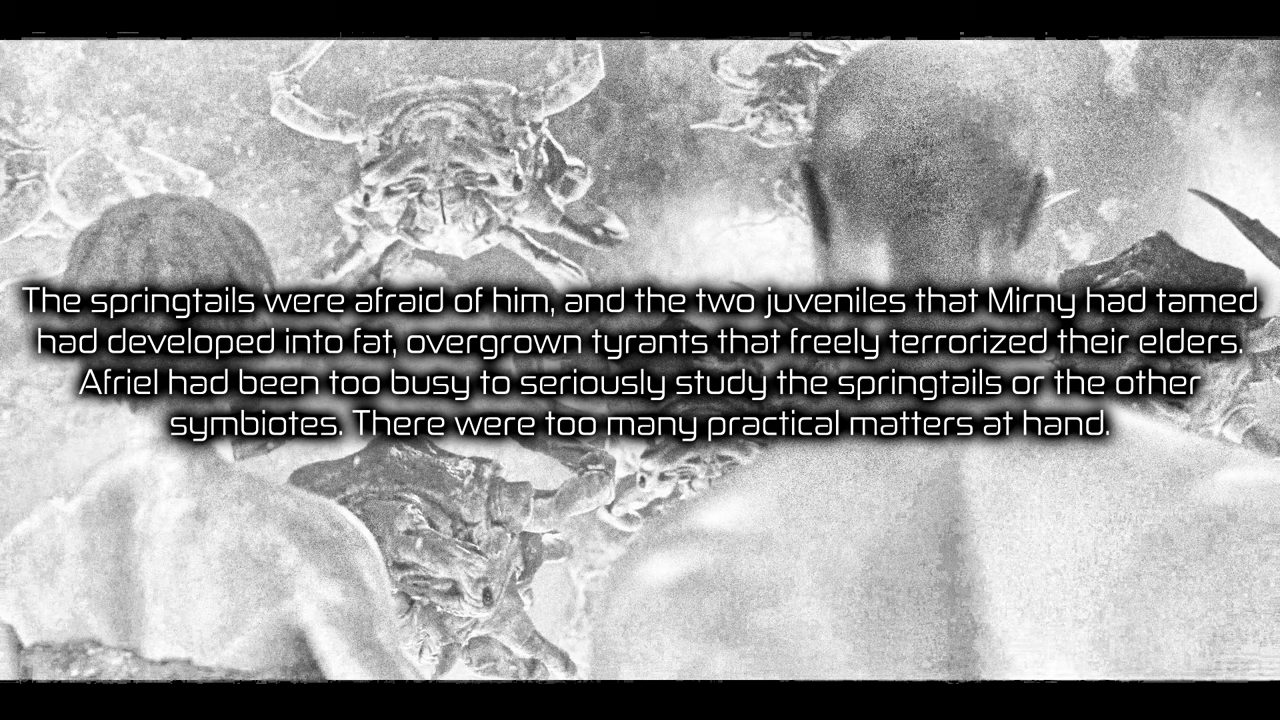 The springtails were afraid of him, and the two juveniles that Mirny had tamed
had developed into fat, overgrown tyrants that freely terrorized their elders.
Afriel had been too busy to seriously study the springtails or the other
symbiotes. There were too many practical matters at hand.